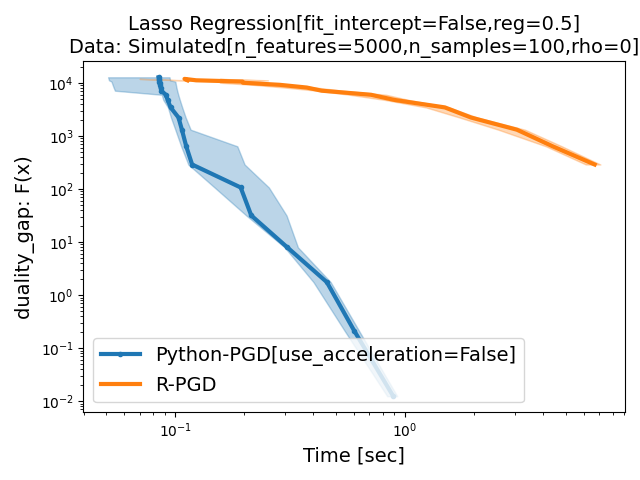 Lasso Regression[fit_intercept=False,reg=0.5]
Data: Simulated[n_features=5000,n_samples=100,rho=0]
duality_gap: F(x)
10⁴
10³
10²
10¹
10⁰
10⁻¹
10⁻²
Python-PGD[use_acceleration=False]
R-PGD
10⁻¹
10⁰
Time [sec]